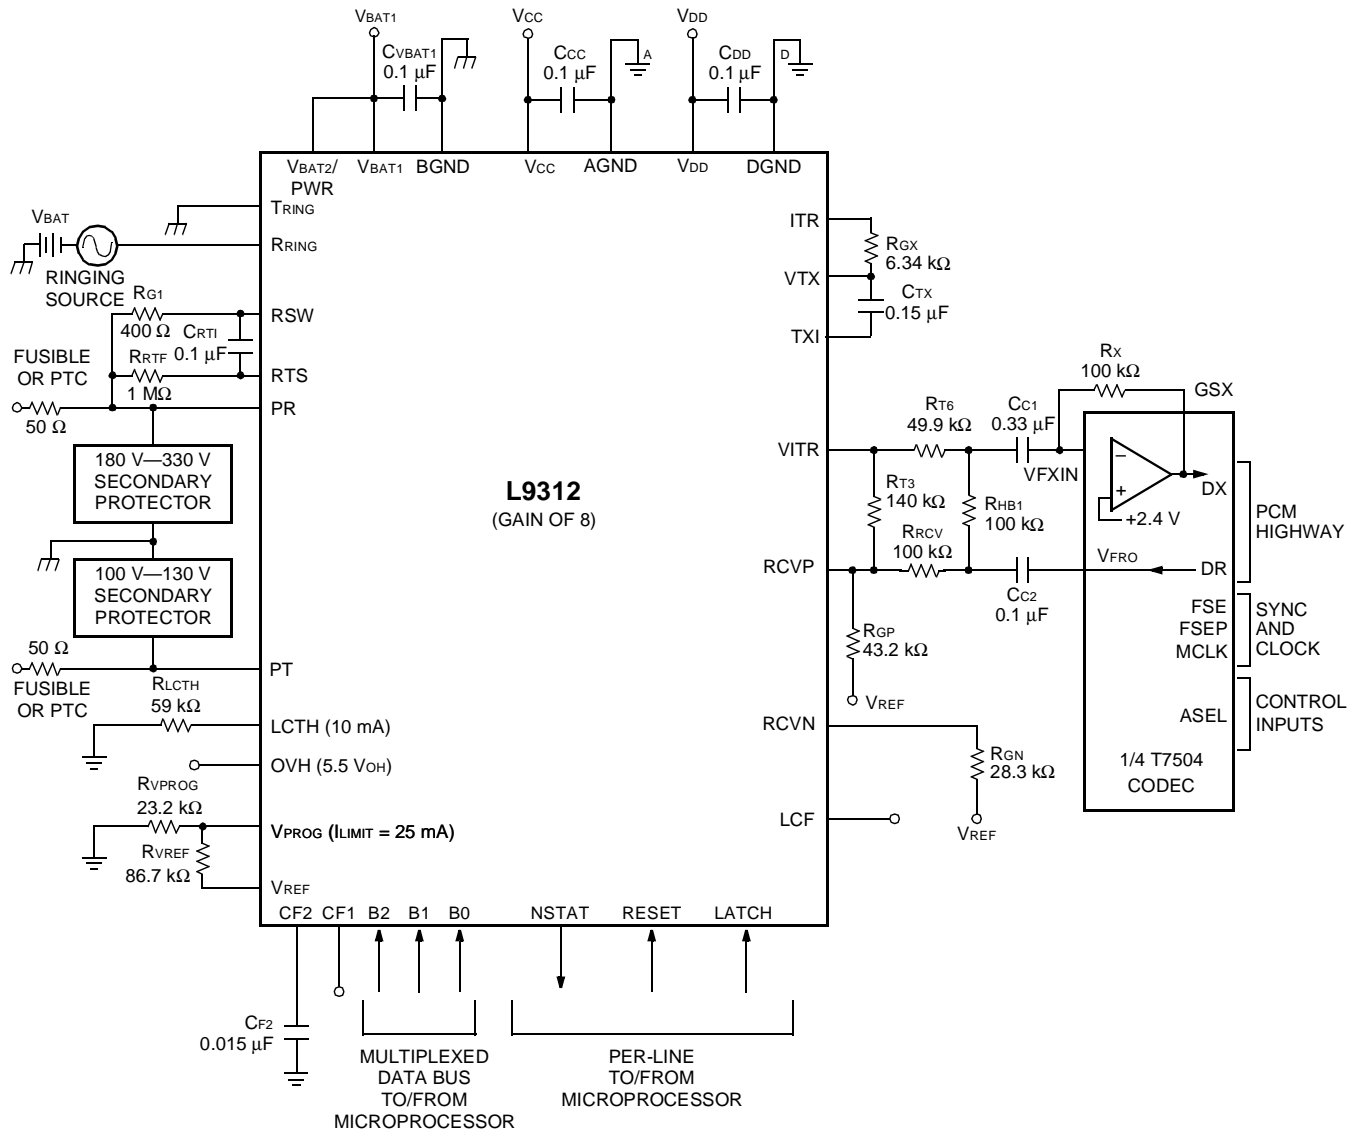 VBAT1
VCC
VDD
CVBAT1
0.1 µF
CCC
0.1 µF
A
CDD
0.1 µF
D
VBAT2/
PWR
VBAT1
BGND
VCC
AGND
VDD
DGND
TRING
VBAT
RRING
RINGING
SOURCE
RG1
400 Ω
RSW
CRTI
0.1 µF
FUSIBLE
OR PTC
RRTF
1 MΩ
RTS
50 Ω
PR
180 V—330 V
SECONDARY
PROTECTOR
100 V—130 V
SECONDARY
PROTECTOR
50 Ω
FUSIBLE
OR PTC
PT
RLCTH
59 kΩ
LCTH (10 mA)
OVH (5.5 VOH)
RVPROG
23.2 kΩ
VPROG (ILIMIT = 25 mA)
RVREF
86.7 kΩ
VREF
L9312
(GAIN OF 8)
ITR
RGX
6.34 kΩ
VTX
CTX
0.15 µF
TXI
RX
100 kΩ
GSX
RT6
49.9 kΩ
CC1
0.33 µF
VITR
VFXIN
–
+
+2.4 V
DX
RT3
140 kΩ
RHB1
100 kΩ
RRCV
100 kΩ
PCM
HIGHWAY
RCVP
VFRO
DR
CC2
0.1 µF
FSE
FSEP
MCLK
SYNC
AND
CLOCK
RGP
43.2 kΩ
VREF
ASEL
CONTROL
INPUTS
RCVN
RGN
28.3 kΩ
VREF
1/4 T7504
CODEC
LCF
CF2
CF1
B2
B1
B0
NSTAT
RESET
LATCH
CF2
0.015 µF
MULTIPLEXED
DATA BUS
TO/FROM
MICROPROCESSOR
PER-LINE
TO/FROM
MICROPROCESSOR